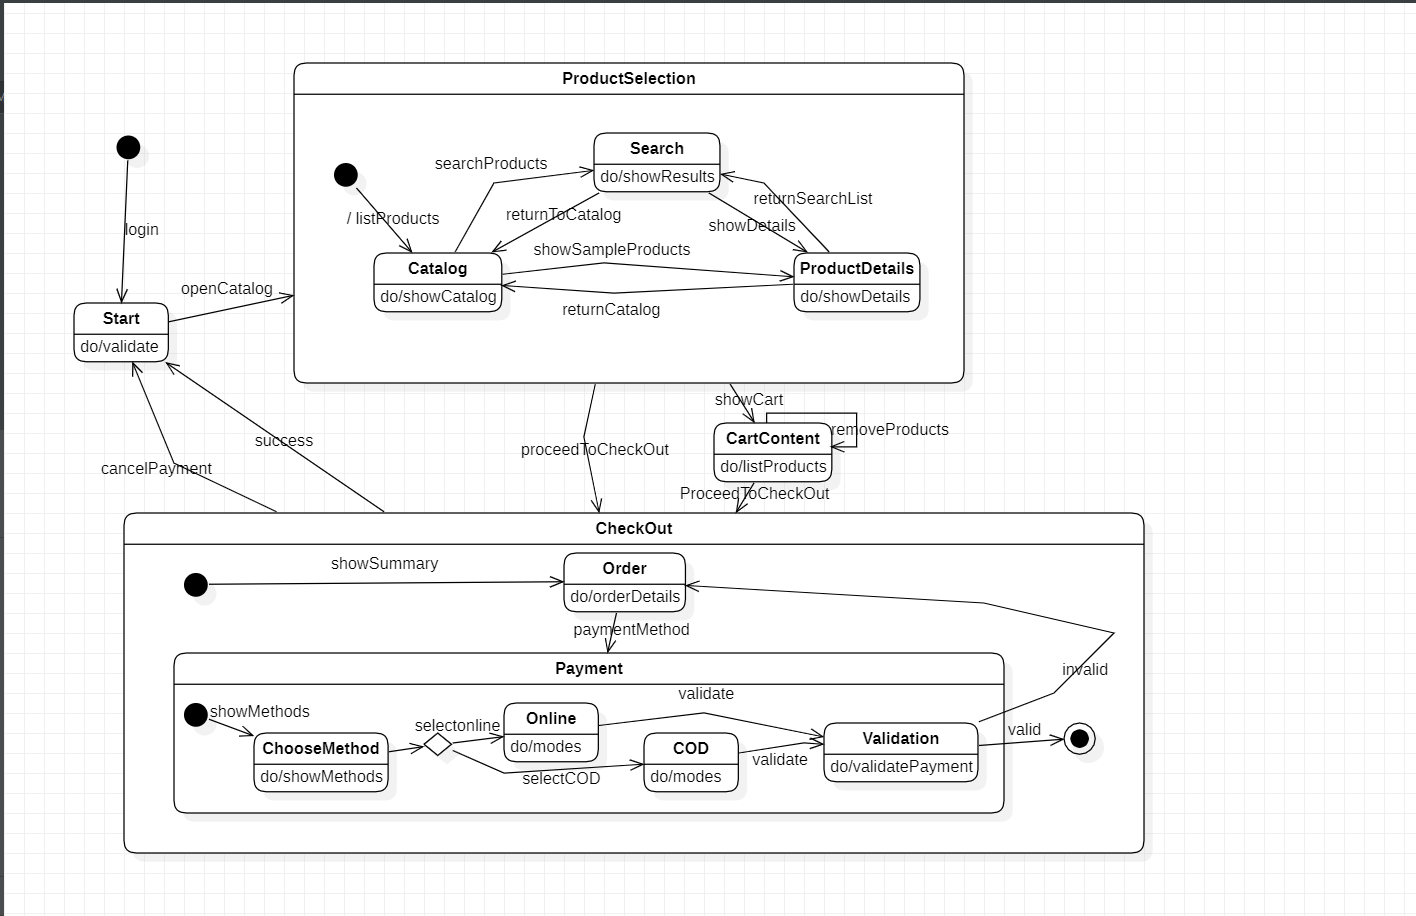 ProductSelection
Search
do/showResults
searchProducts
returnSearchList
/ listProducts
returnToCatalog
showDetails
login
showSampleProducts
Catalog
do/showCatalog
ProductDetails
do/showDetails
returnCatalog
openCatalog
Start
do/validate
showCart
removeProducts
CartContent
do/listProducts
success
proceedToCheckOut
cancelPayment
ProceedToCheckOut
CheckOut
showSummary
Order
do/orderDetails
paymentMethod
Payment
invalid
validate
showMethods
selectonline
Online
do/modes
valid
ChooseMethod
do/showMethods
COD
do/modes
Validation
do/validatePayment
validate
selectCOD